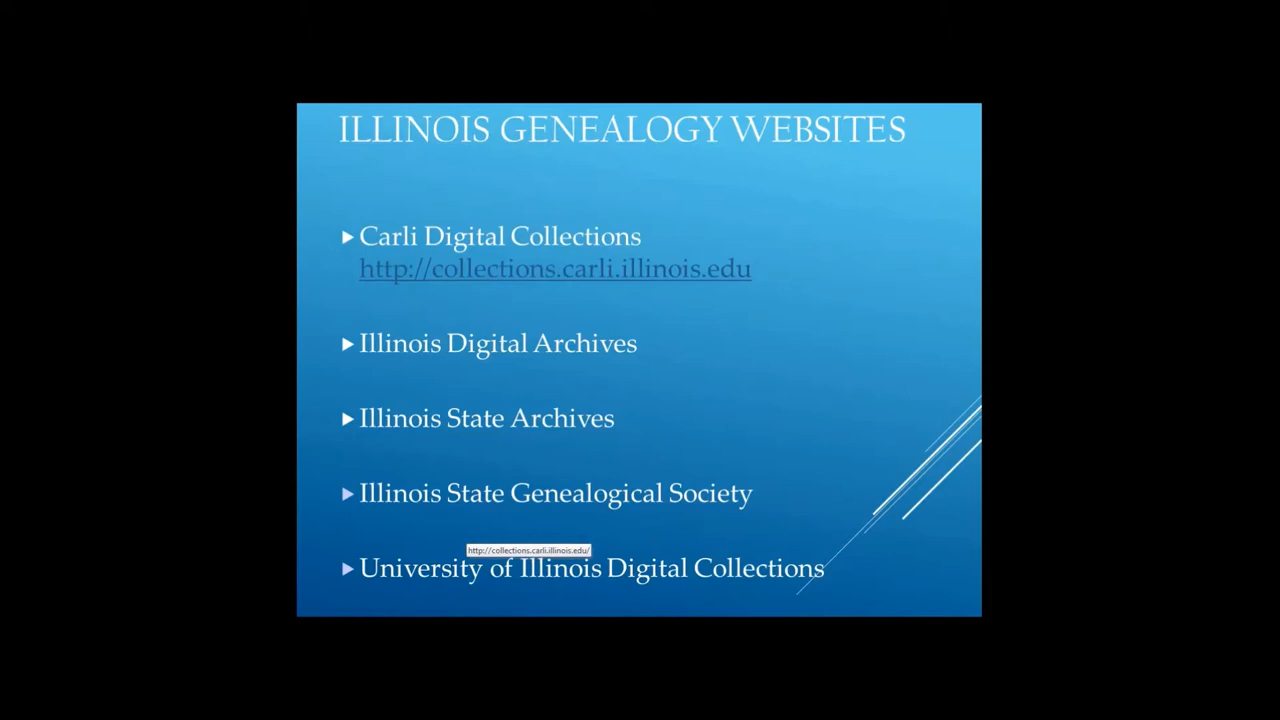 ILLINOIS GENEALOGY WEBSITES
Carli Digital Collections
http://collections.carli.illinois.edu
Illinois Digital Archives
Illinois State Archives
Illinois State Genealogical Society
http://collections.carli.illinois.edu/
University of Illinois Digital Collections